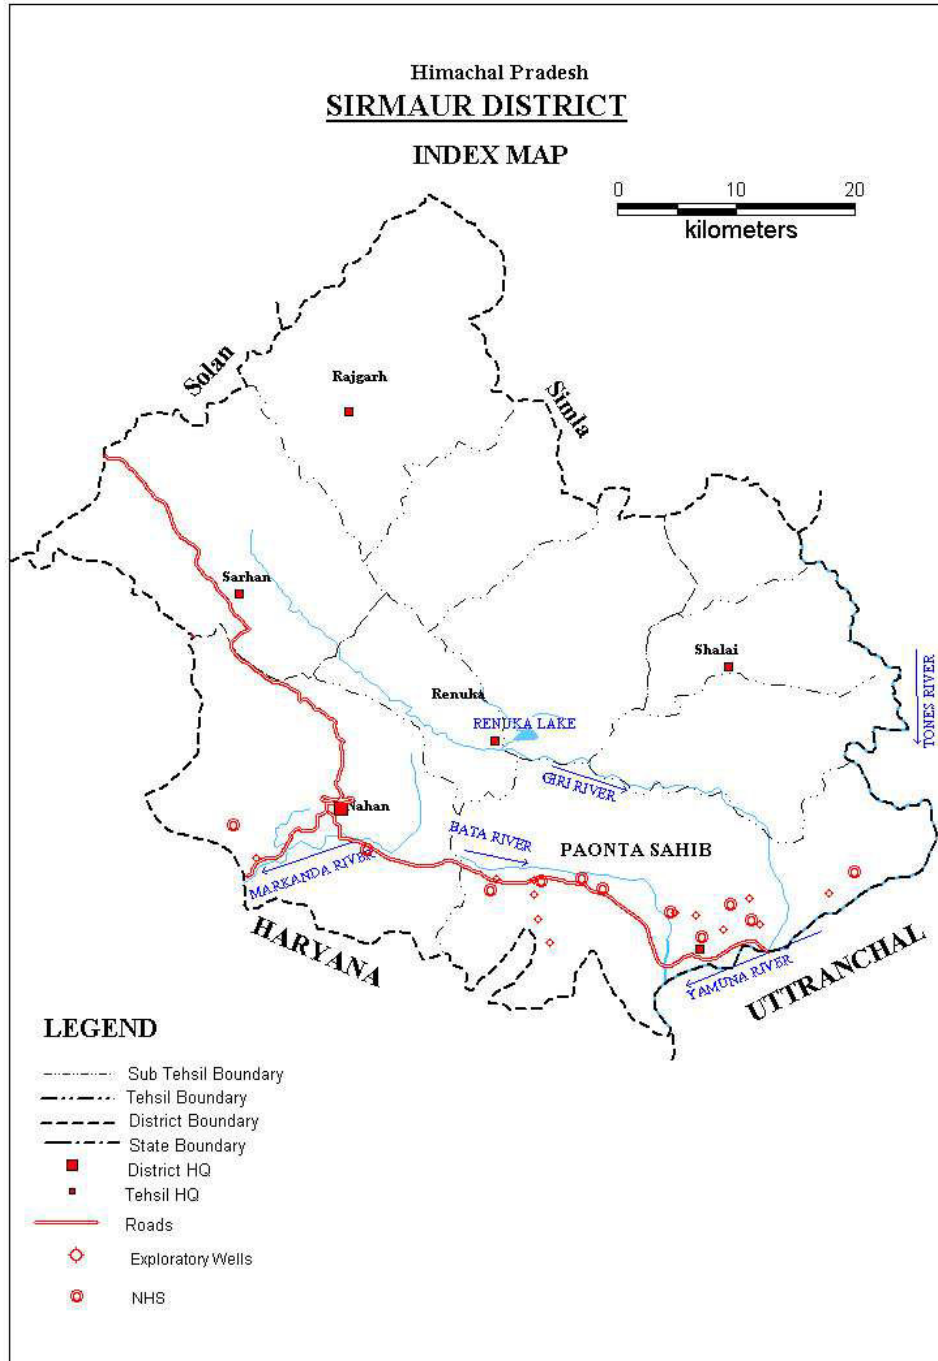 Himachal Pradesh
SIRMAUR DISTRICT
INDEX MAP
0 10 20
kilometers
Solan
Rajgarh
Simla
Sarhan
Shalai
TONES RIVER
Renuka
RENUKA LAKE
GIRI RIVER
Nahan
BATA RIVER
PAONTA SAHIB
MARKANDA RIVER
HARYANA
YAMUNA RIVER
UTTRANCHAL
LEGEND
Sub Tehsil Boundary
Tehsil Boundary
District Boundary
State Boundary
District HQ
Tehsil HQ
Roads
Exploratory Wells
NHS